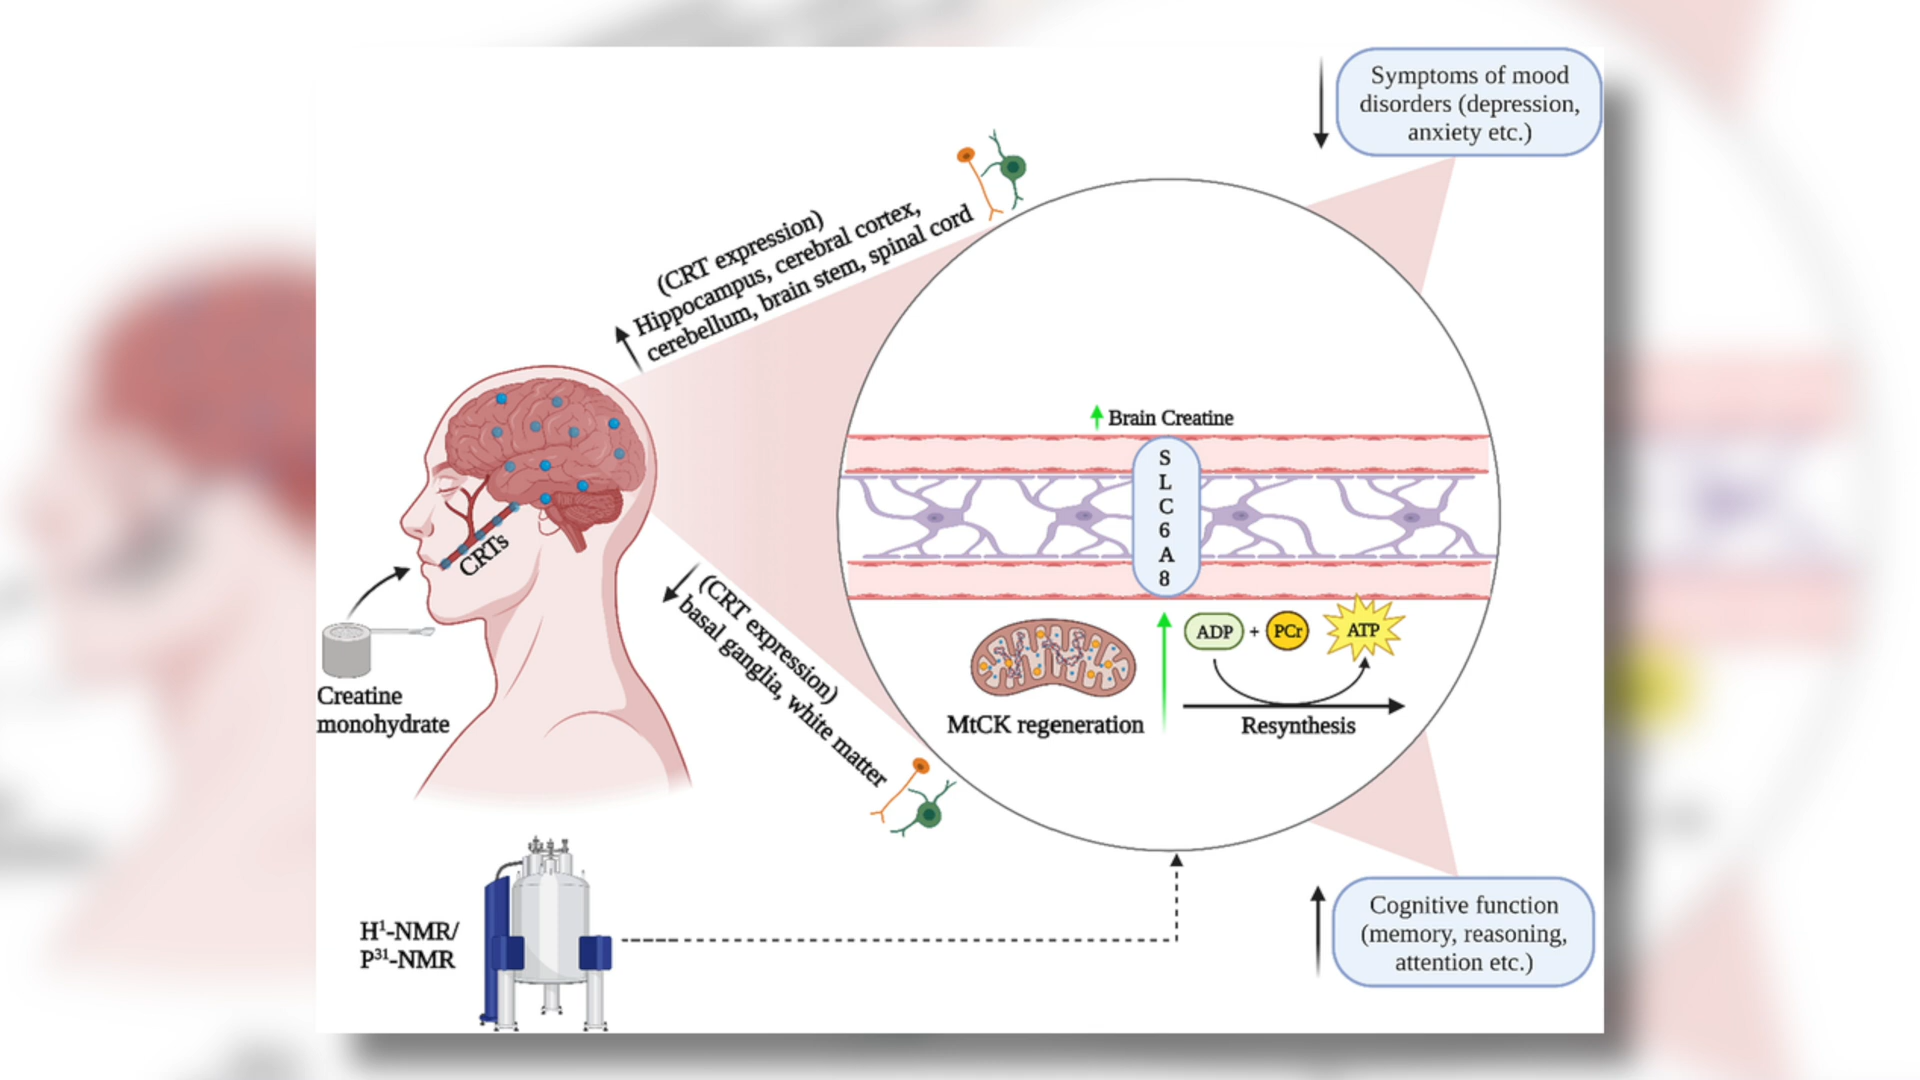 Symptoms of mood
disorders (depression,
anxiety etc.)
(CRT expression)
Hippocampus, cerebral cortex,
cerebellum, brain stem, spinal cord
Brain Creatine
S
L
C
6
A
8
CRTs
Creatine
monohydrate
(CRT expression)
basal ganglia, white matter
ADP + PCr ATP
MtCK regeneration
Resynthesis
H¹-NMR/
P³¹-NMR
Cognitive function
(memory, reasoning,
attention etc.)